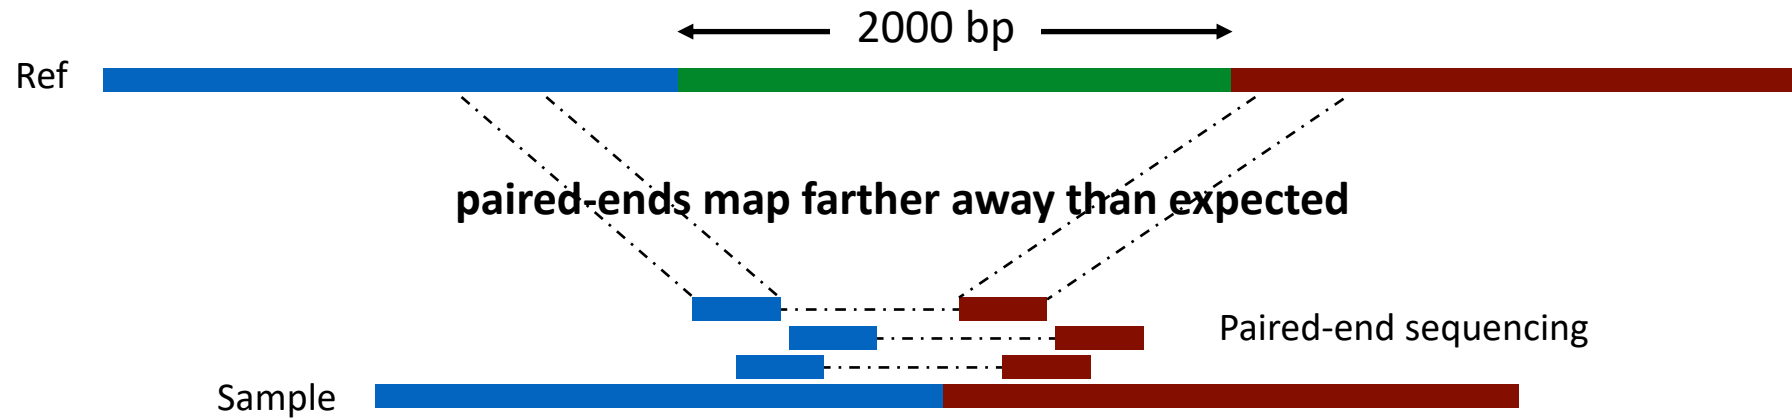 2000 bp
Ref
paired-ends map farther away than expected
Paired-end sequencing
Sample